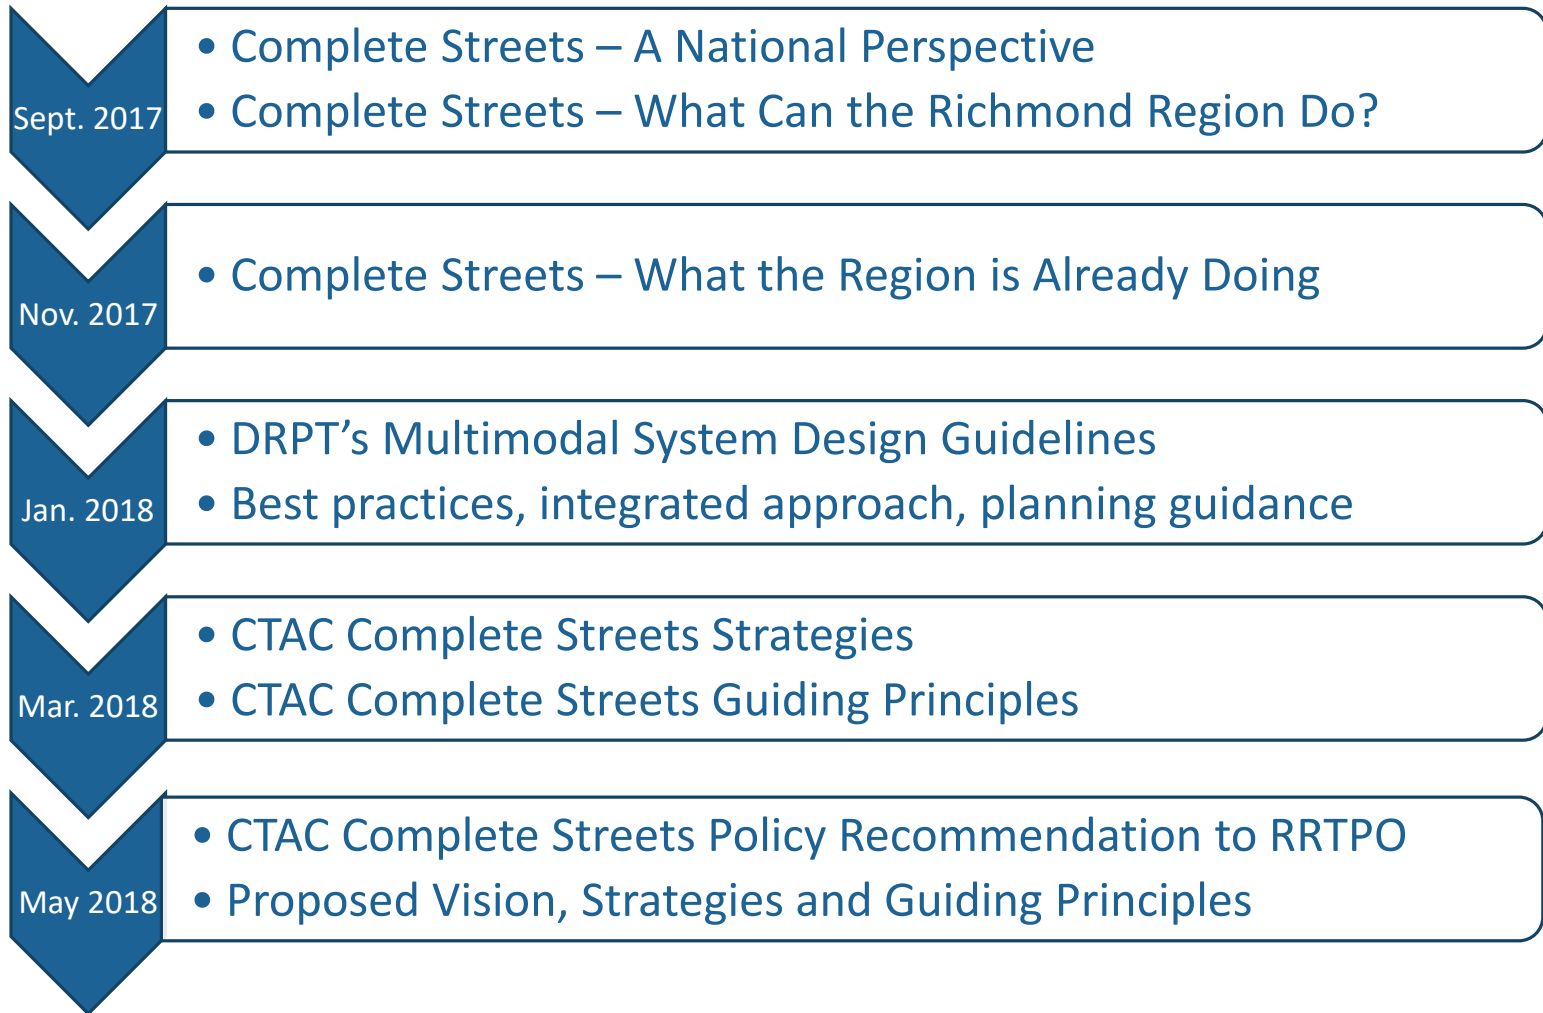 Sept. 2017
• Complete Streets – A National Perspective
• Complete Streets – What Can the Richmond Region Do?
Nov. 2017
• Complete Streets – What the Region is Already Doing
Jan. 2018
• DRPT’s Multimodal System Design Guidelines
• Best practices, integrated approach, planning guidance
Mar. 2018
• CTAC Complete Streets Strategies
• CTAC Complete Streets Guiding Principles
May 2018
• CTAC Complete Streets Policy Recommendation to RRTPO
• Proposed Vision, Strategies and Guiding Principles